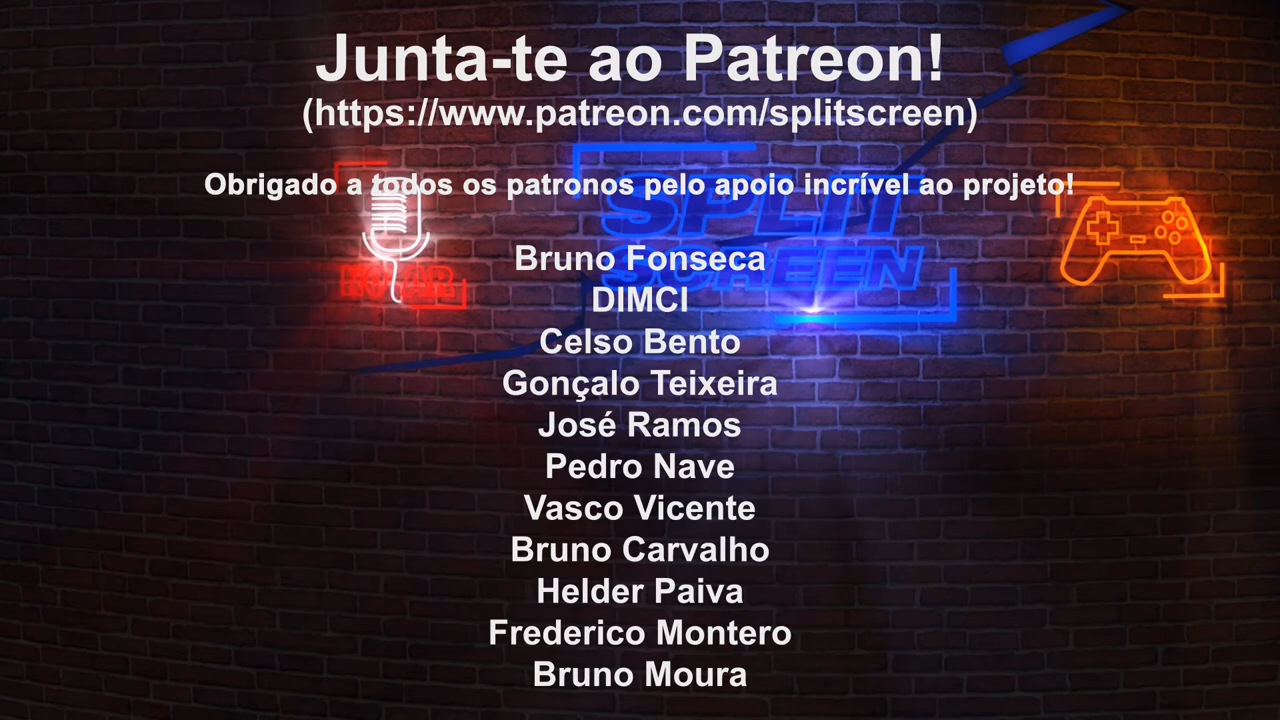 Junta-te ao Patreon!
(https://www.patreon.com/splitscreen)
Obrigado a todos os patronos pelo apoio incrível ao projeto!
SPLIT
SCREEN
Bruno Fonseca
DIMCI
Celso Bento
Gonçalo Teixeira
José Ramos
Pedro Nave
Vasco Vicente
Bruno Carvalho
Helder Paiva
Frederico Montero
Bruno Moura